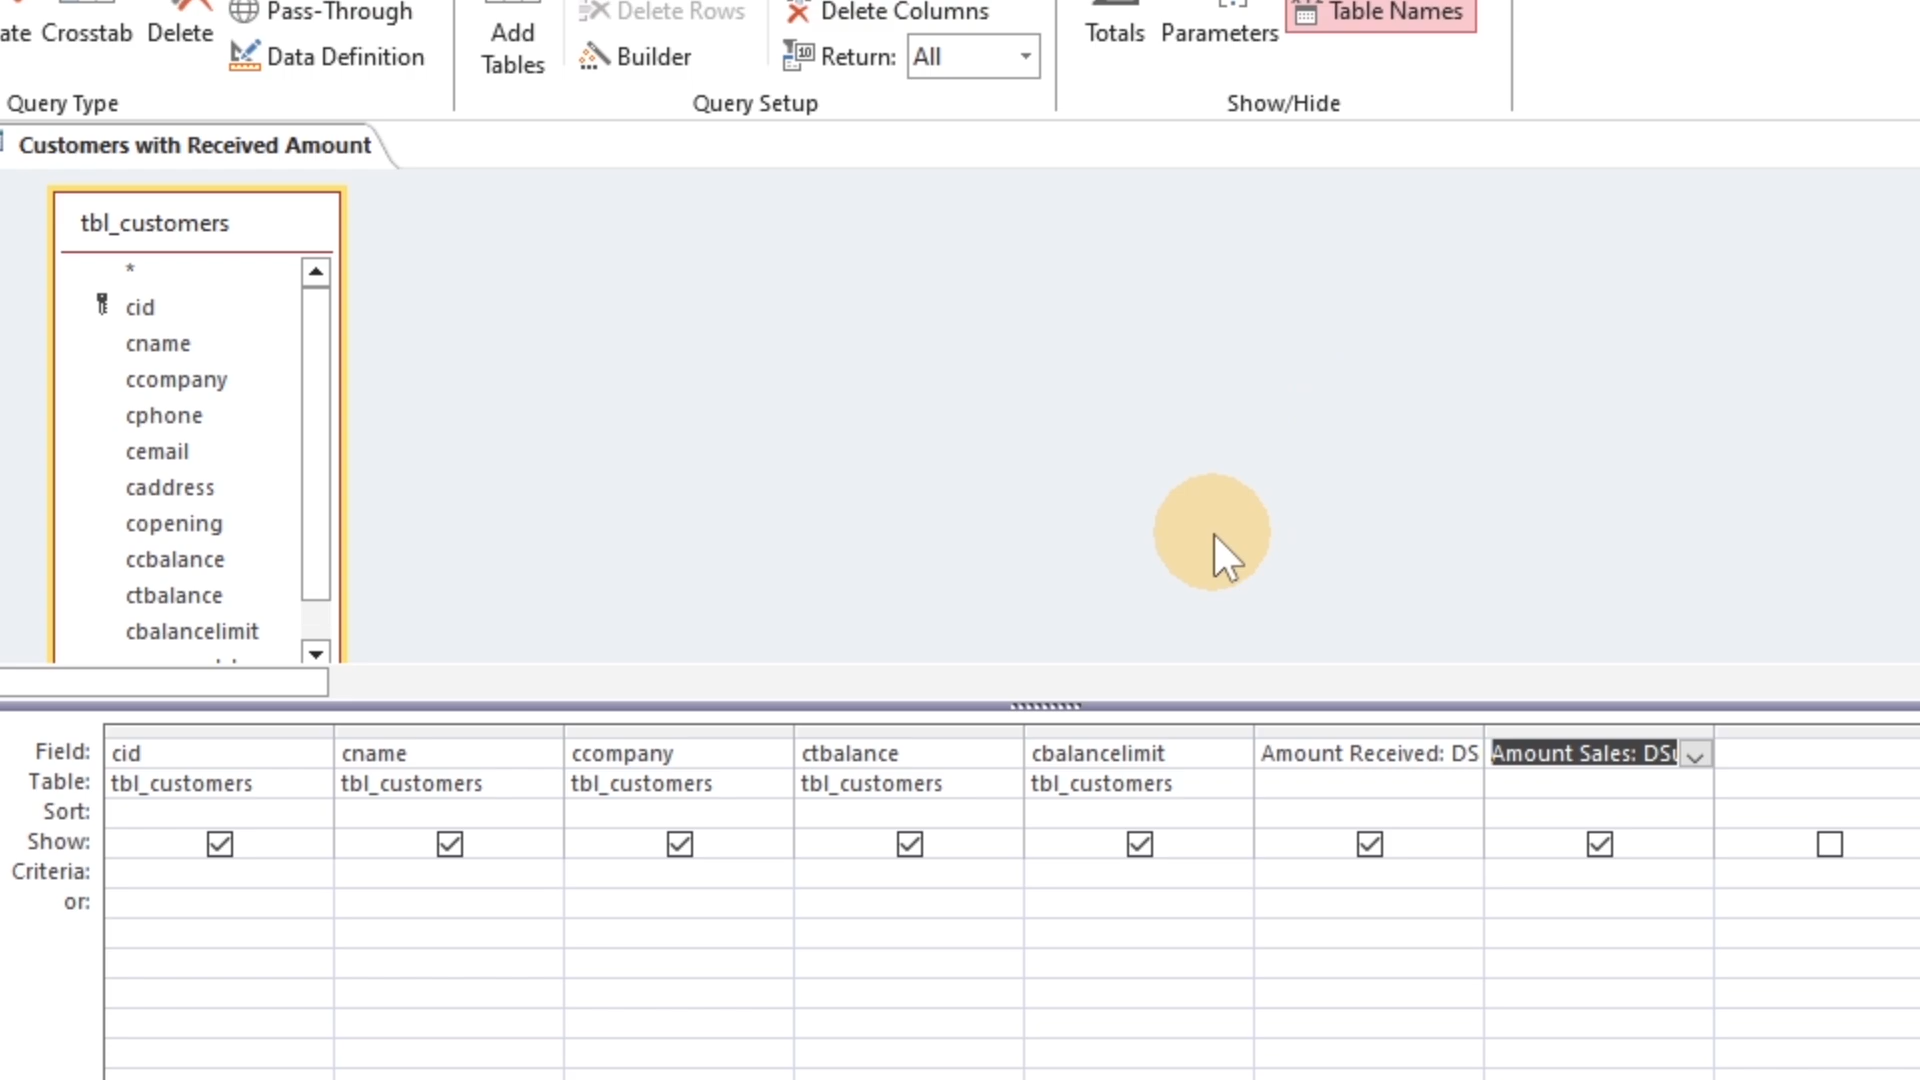 Pass-Through
ate Crosstab Delete
Data Definition
Query Type
Add
Tables
Delete Rows
Builder
Delete Columns
Return: All
Query Setup
Totals Parameters
Table Names
Show/Hide
Customers with Received Amount
tbl_customers
*
cid
cname
ccompany
cphone
cemail
caddress
copening
ccbalance
ctbalance
cbalancelimit
Field: cid cname ccompany ctbalance cbalancelimit Amount Received: DS Amount Sales: DSu
Table: tbl_customers tbl_customers tbl_customers tbl_customers tbl_customers
Sort:
Show:
Criteria:
or: